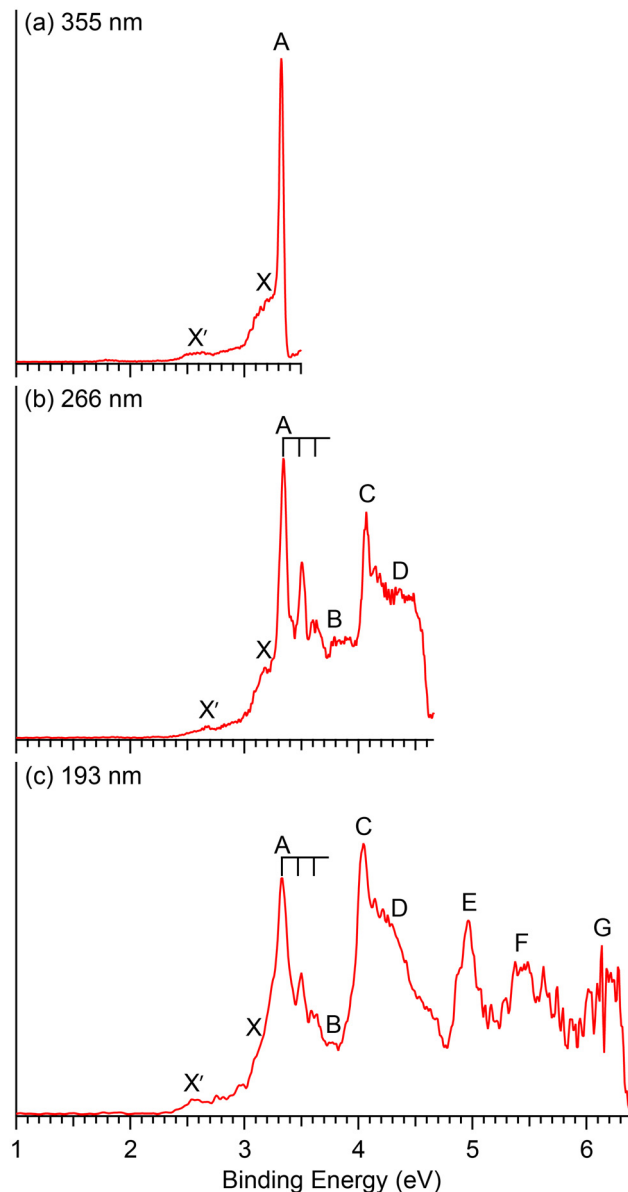 (a) 355 nm
A
X
X′
(b) 266 nm
A
C
D
B
X
X′
(c) 193 nm
A
C
D
E
F
G
B
X
X′
1 2 3 4 5 6
Binding Energy (eV)